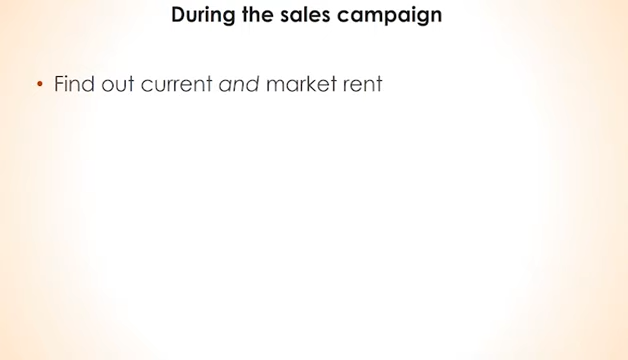 During the sales campaign
• Find out current and market rent